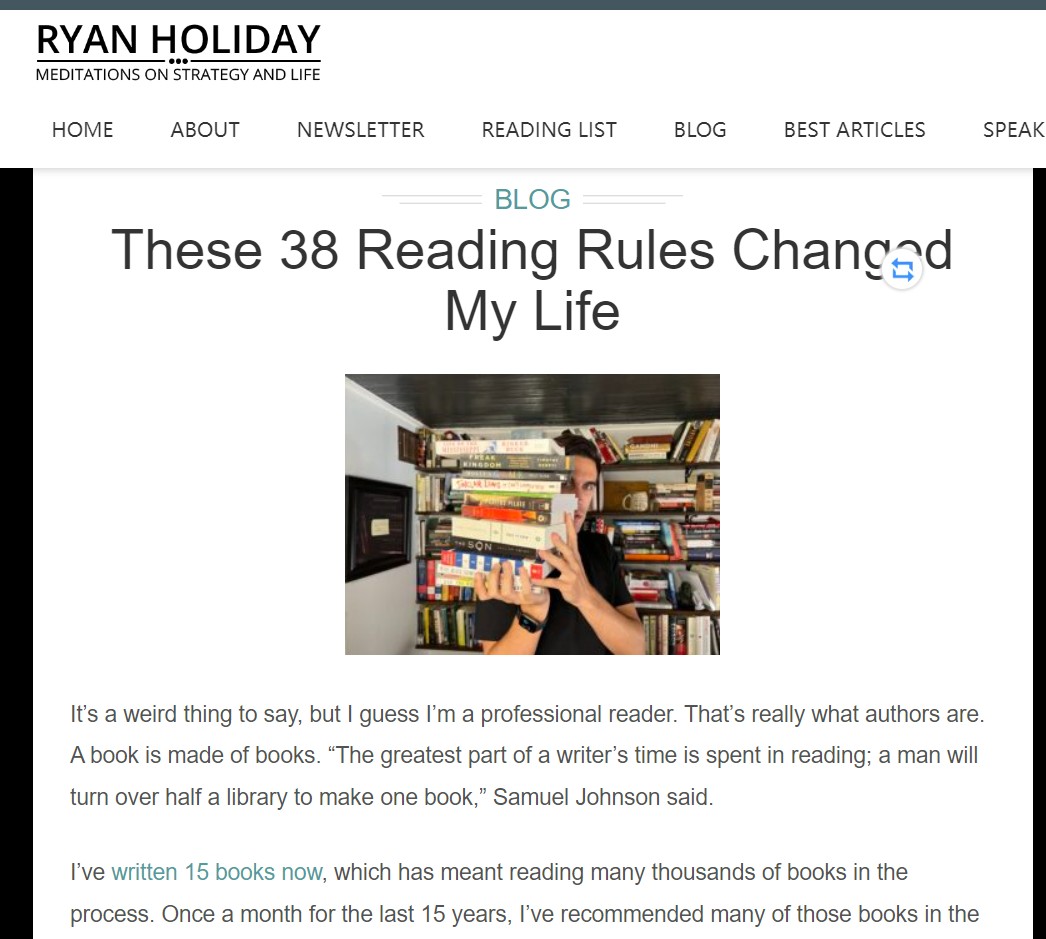 RYAN HOLIDAY
MEDITATIONS ON STRATEGY AND LIFE
HOME ABOUT NEWSLETTER READING LIST BLOG BEST ARTICLES SPEAK
BLOG
These 38 Reading Rules Changed
My Life
FREAK
KINGDOM
THE SON
GANDHI
It’s a weird thing to say, but I guess I’m a professional reader. That’s really what authors are.
A book is made of books. “The greatest part of a writer’s time is spent in reading; a man will
turn over half a library to make one book,” Samuel Johnson said.
I’ve written 15 books now, which has meant reading many thousands of books in the
process. Once a month for the last 15 years, I’ve recommended many of those books in the